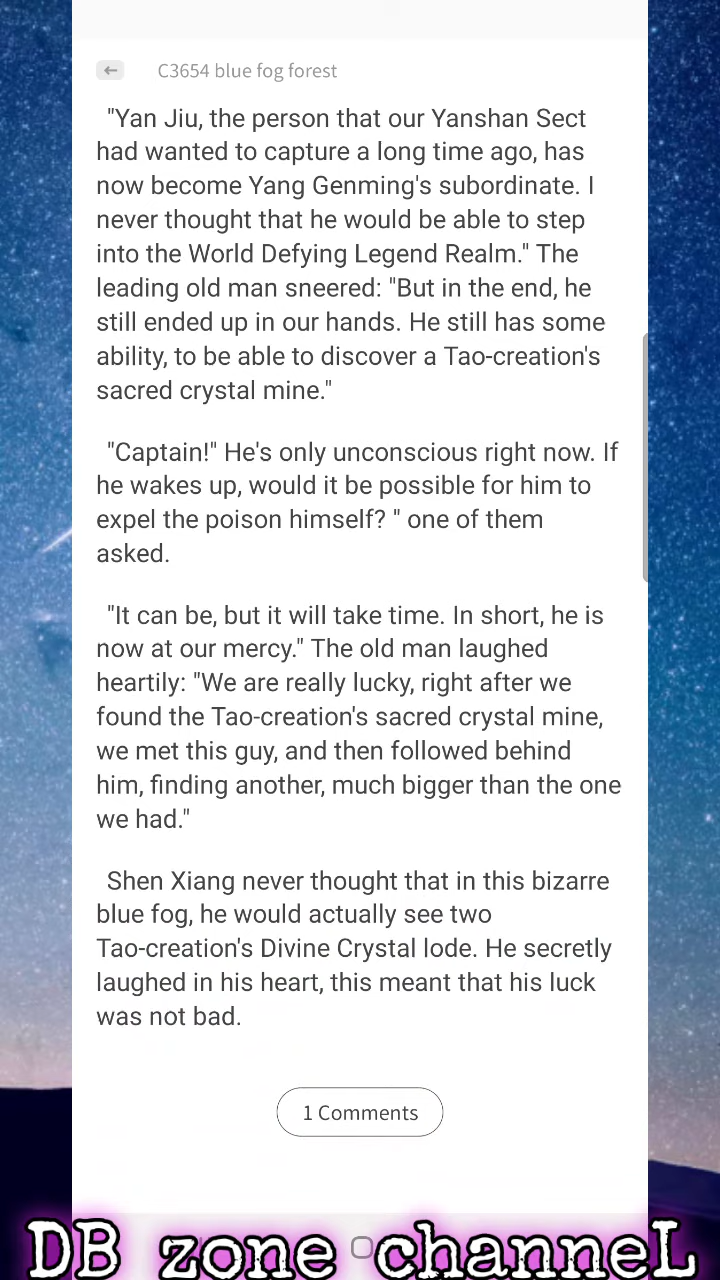 C3654 blue fog forest
"Yan Jiu, the person that our Yanshan Sect
had wanted to capture a long time ago, has
now become Yang Genming's subordinate. I
never thought that he would be able to step
into the World Defying Legend Realm." The
leading old man sneered: "But in the end, he
still ended up in our hands. He still has some
ability, to be able to discover a Tao-creation's
sacred crystal mine."
"Captain!" He's only unconscious right now. If
he wakes up, would it be possible for him to
expel the poison himself? " one of them
asked.
"It can be, but it will take time. In short, he is
now at our mercy." The old man laughed
heartily: "We are really lucky, right after we
found the Tao-creation's sacred crystal mine,
we met this guy, and then followed behind
him, finding another, much bigger than the one
we had."
Shen Xiang never thought that in this bizarre
blue fog, he would actually see two
Tao-creation's Divine Crystal lode. He secretly
laughed in his heart, this meant that his luck
was not bad.
1 Comments
DB zone channeL